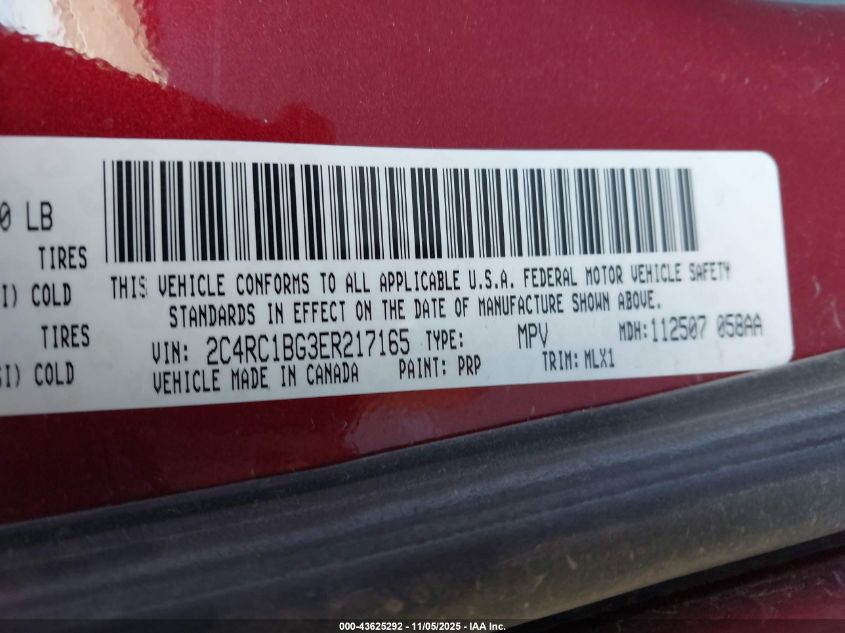 0 LB
TIRES
I) COLD
TIRES
SI) COLD
THIS VEHICLE CONFORMS TO ALL APPLICABLE U.S.A. FEDERAL MOTOR VEHICLE SAFETY
STANDARDS IN EFFECT ON THE DATE OF MANUFACTURE SHOWN ABOVE.
VIN: 2C4RC1BG3ER217165 TYPE: MPV MDH:112507 058AA
VEHICLE MADE IN CANADA PAINT: PRP TRIM: MLX1
000-43625292 - 11/05/2025 - IAA Inc.